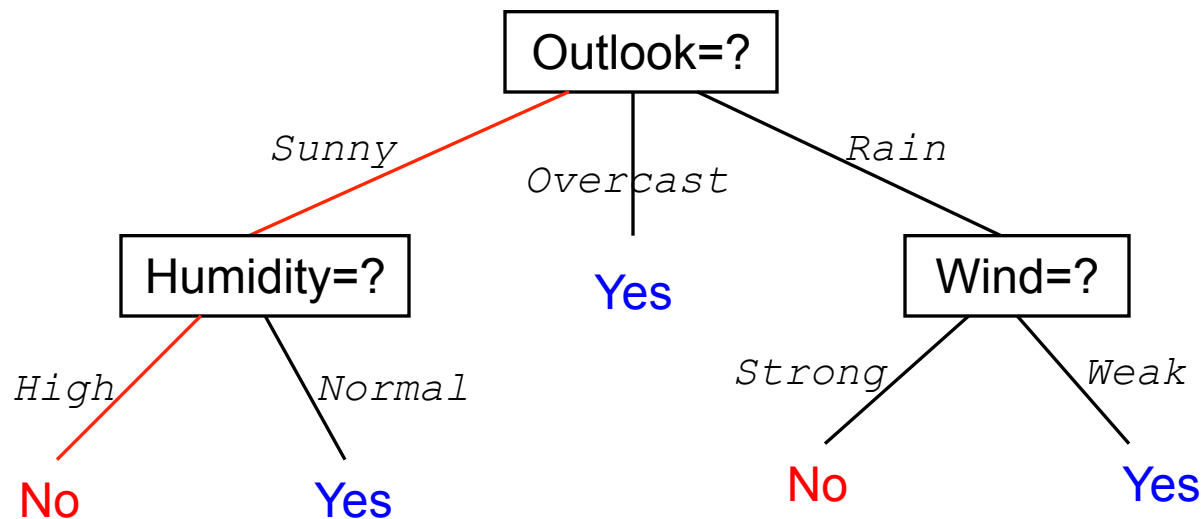 Outlook=?
Sunny
Overcast
Rain
Humidity=?
Yes
Wind=?
High
Normal
Strong
Weak
No
Yes
No
Yes